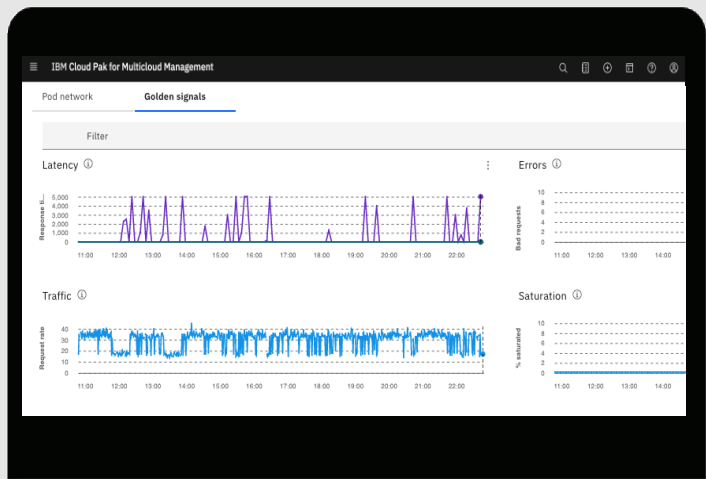 IBM Cloud Pak for Multicloud Management
Pod network
Golden signals
Filter
Latency
Response ti...
5,000
4,000
3,000
2,000
1,000
0
11:00 12:00 13:00 14:00 15:00 16:00 17:00 18:00 19:00 20:00 21:00 22:00
Errors
Bad requests
10
8
6
4
2
0
11:00 12:00 13:00 14:00
Traffic
Request rate
40
30
20
10
0
11:00 12:00 13:00 14:00 15:00 16:00 17:00 18:00 19:00 20:00 21:00 22:00
Saturation
% saturated
10
8
6
4
2
0
11:00 12:00 13:00 14:00